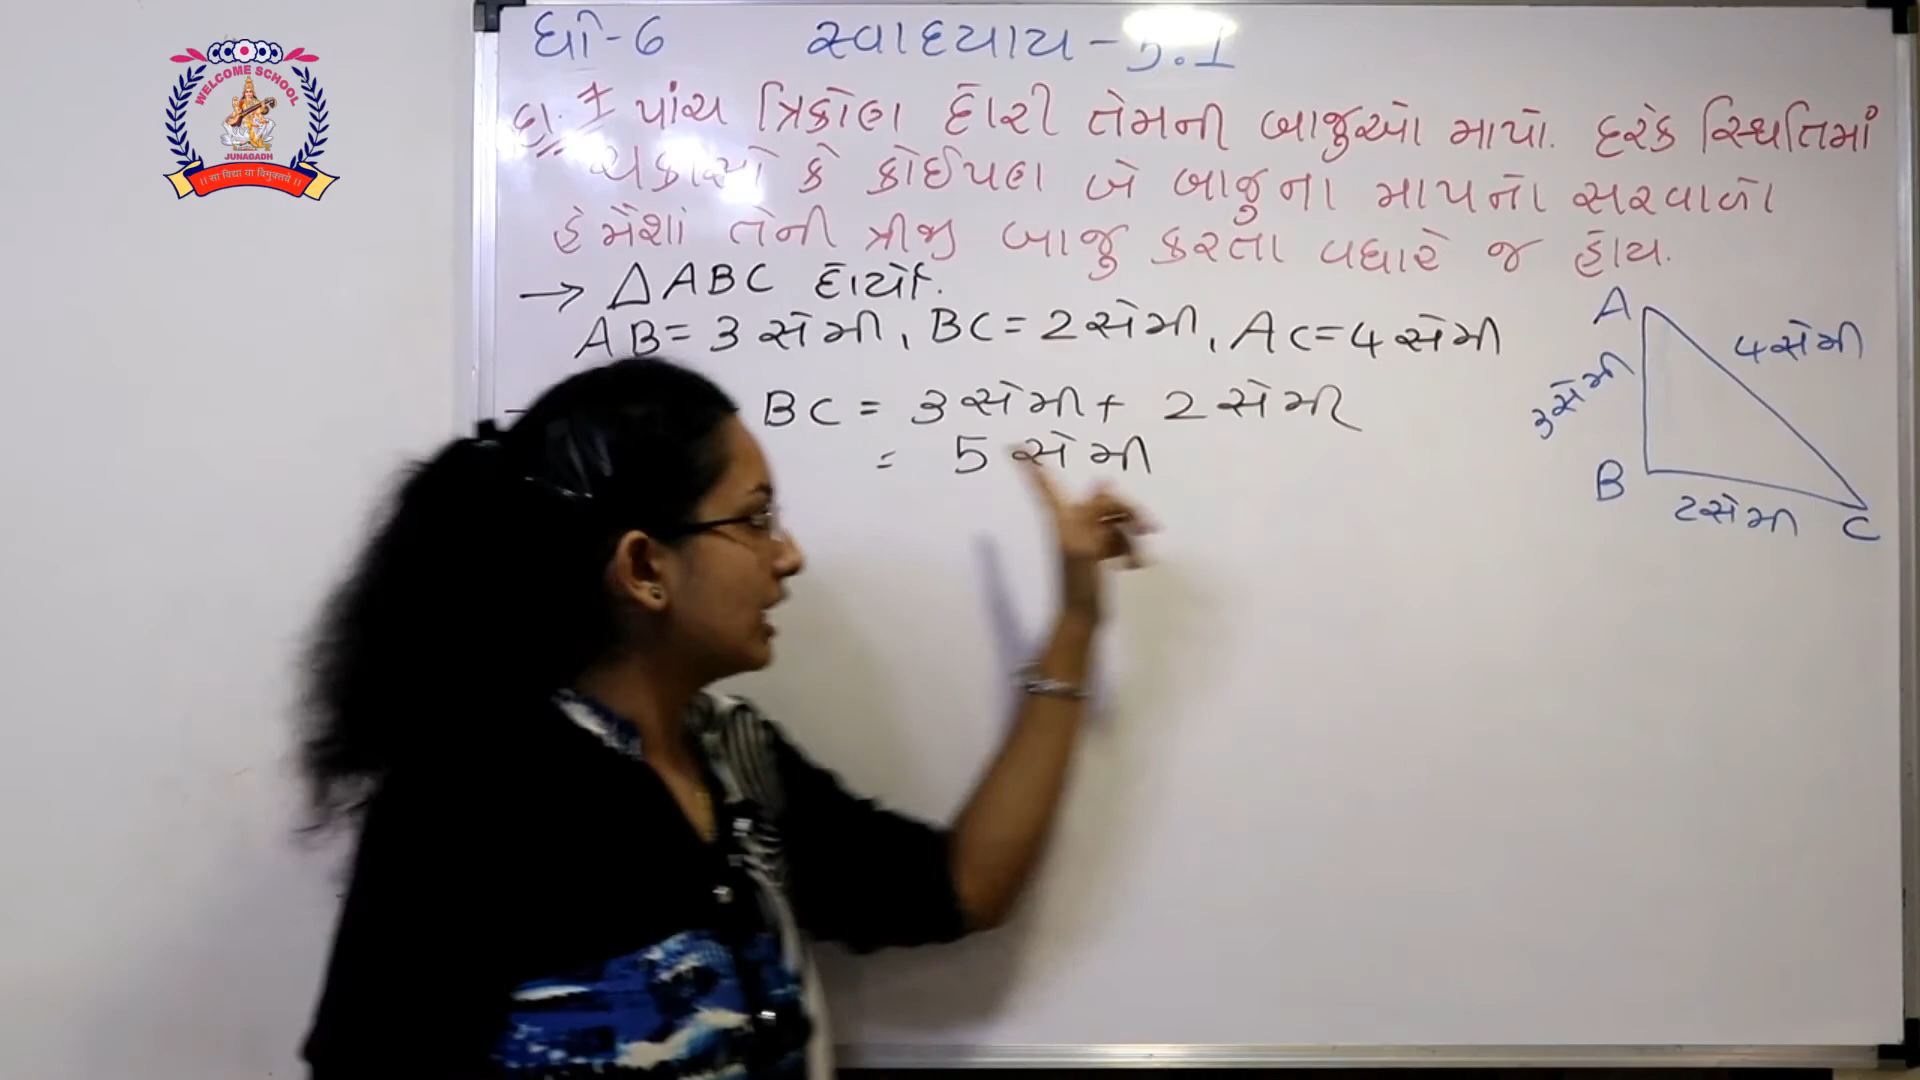 WELCOME SCHOOL
JUNAGADH
।। सा विद्या या विमुक्तये ।।
ધો-6 સ્વાધ્યાય - 5.1
દા. 7 પાંચ ત્રિકોણ દોરી તેમની બાજુઓ માપો. દરેક સ્થિતિમાં
ચકાસો કે કોઈપણ બે બાજુના માપનો સરવાળો
હંમેશાં તેની ત્રીજી બાજુ કરતા વધારે જ હોય.
→ △ABC દોર્યો.
AB = 3 સેમી, BC = 2 સેમી, AC = 4 સેમી
BC = 3 સેમી + 2 સેમી
= 5 સેમી
A
4 સેમી
3 સેમી
B
2 સેમી
C